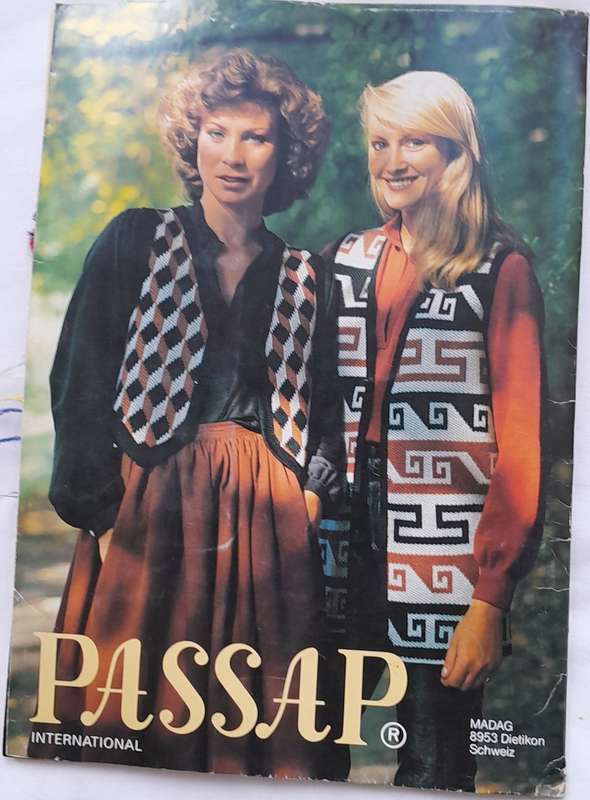 PASSAP®
INTERNATIONAL
MADAG
8953 Dietikon
Schweiz